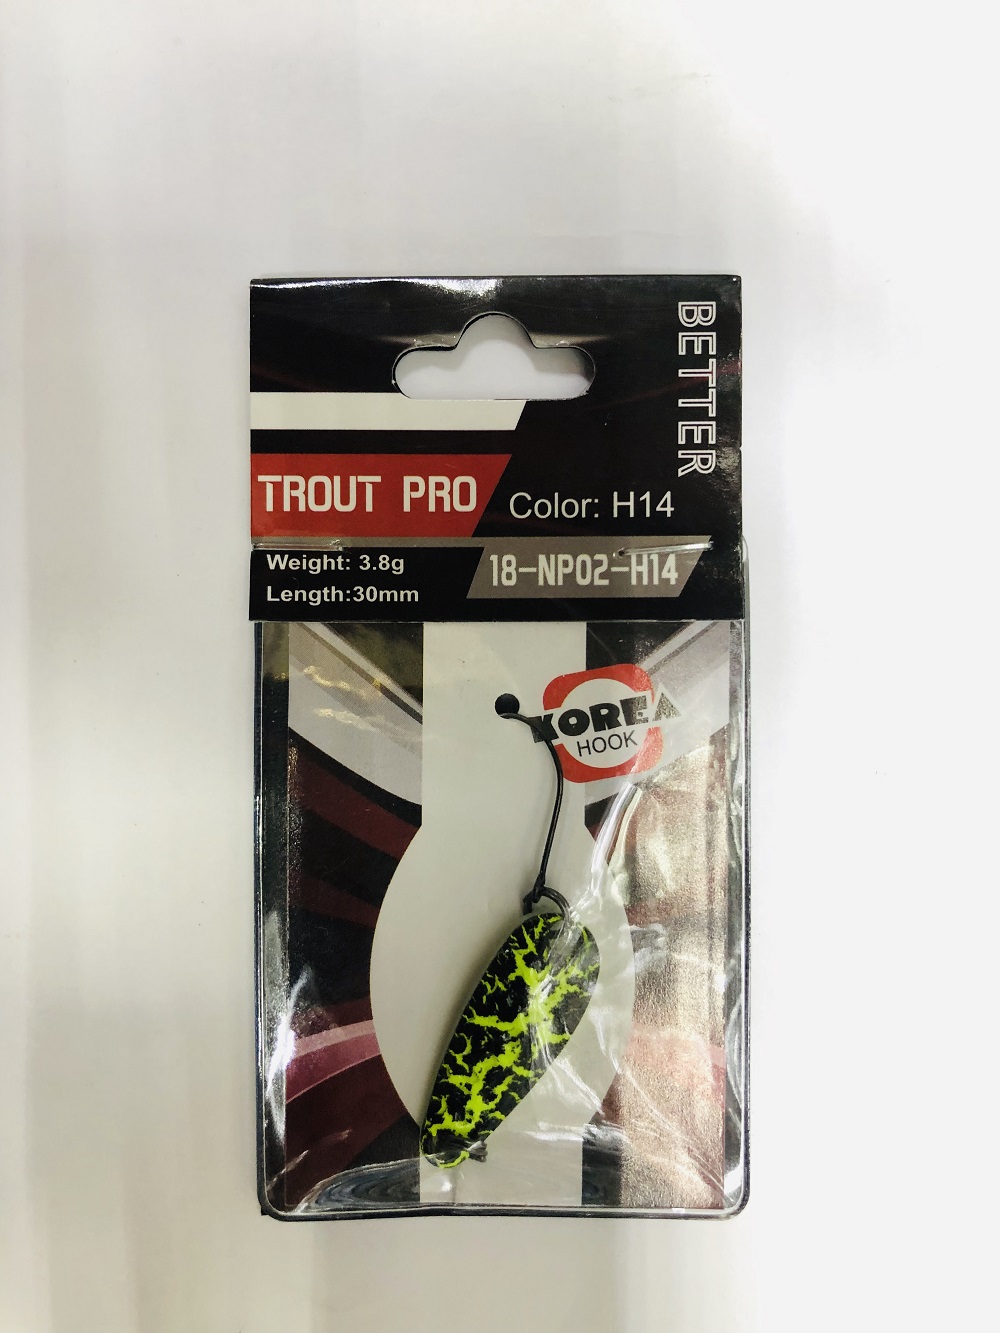 BETTER
TROUT PRO
Color: H14
Weight: 3.8g
Length:30mm
18-NP02-H14
KOREA
HOOK